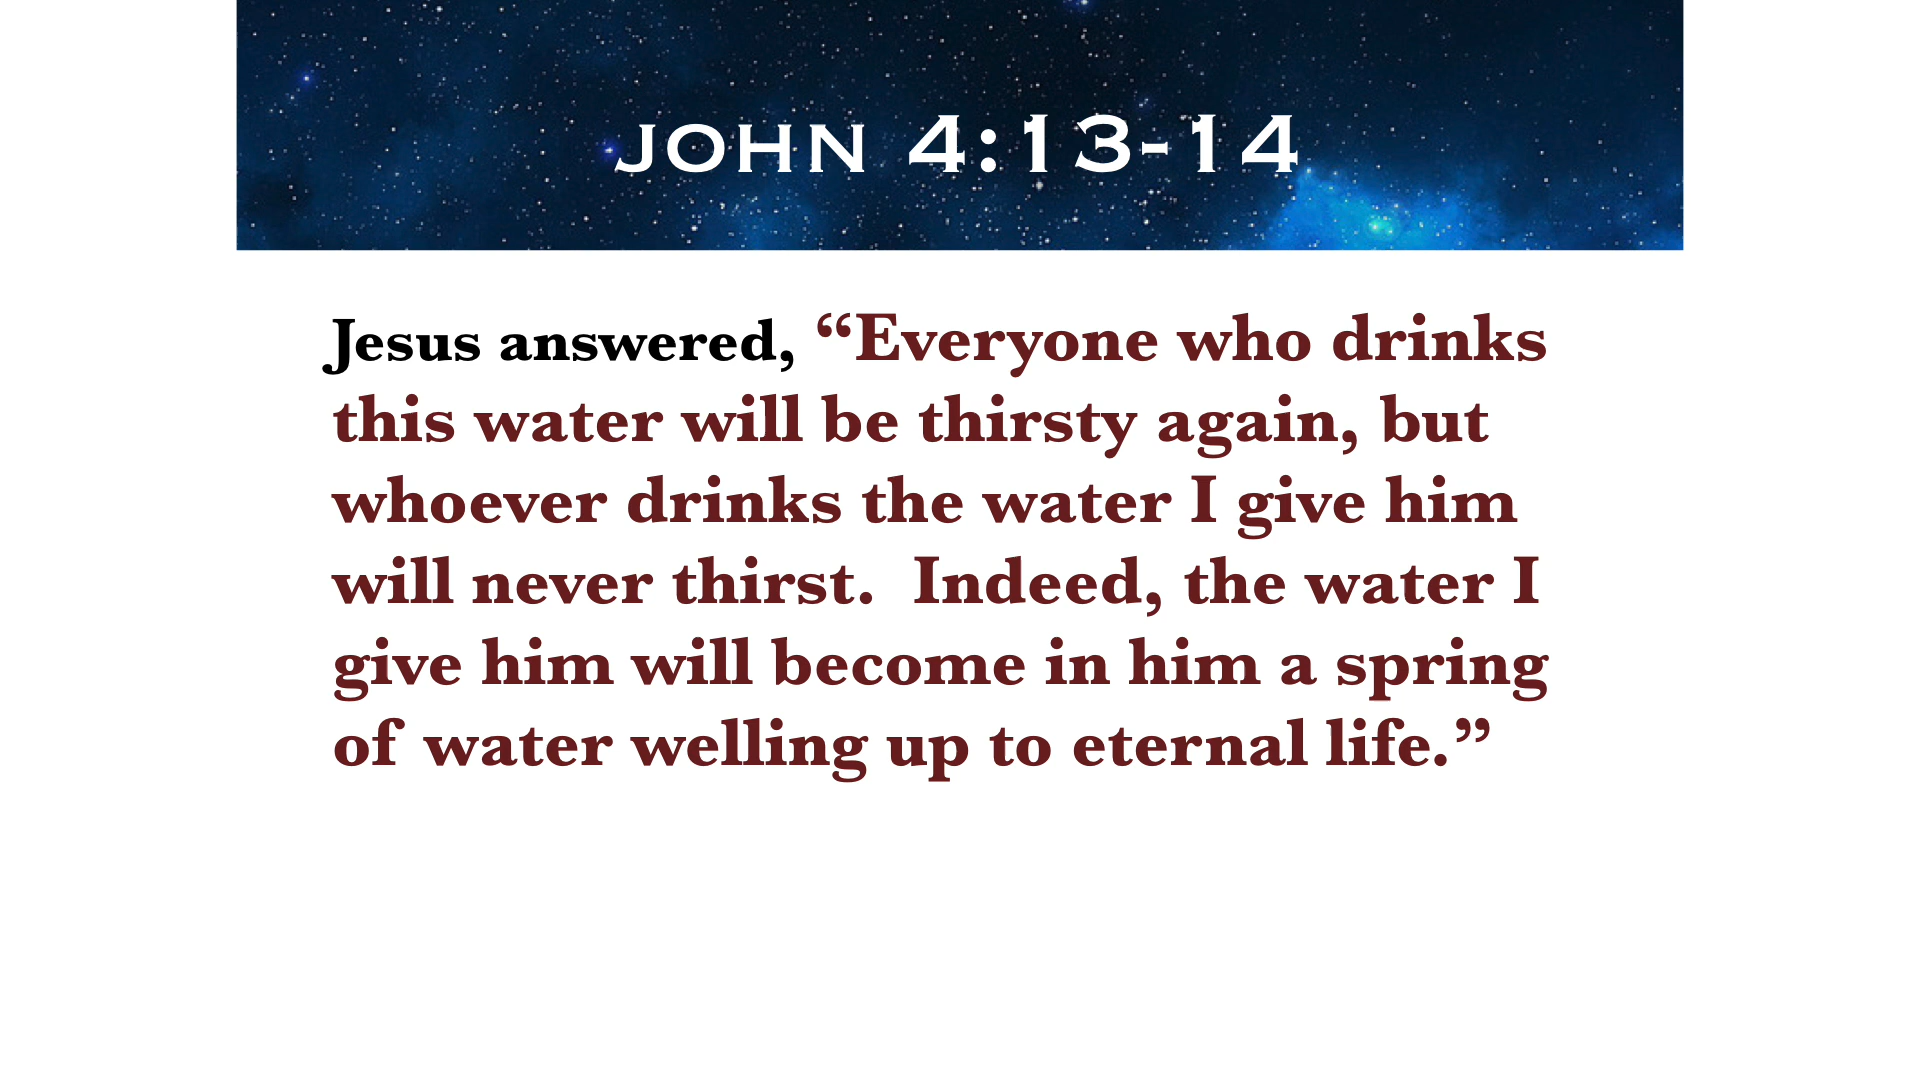 JOHN 4:13-14
Jesus answered, “Everyone who drinks
this water will be thirsty again, but
whoever drinks the water I give him
will never thirst.  Indeed, the water I
give him will become in him a spring
of water welling up to eternal life.”